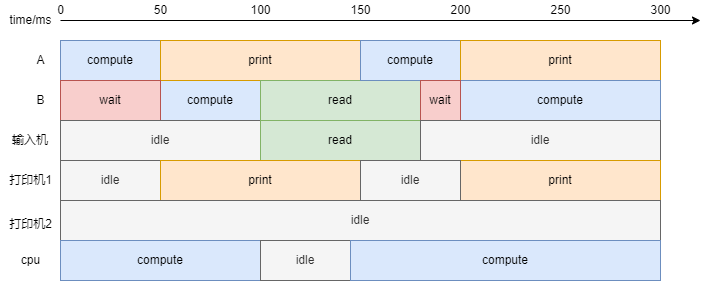 0 50 100 150 200 250 300
time/ms
A compute print compute print
B wait compute read wait compute
输入机 idle read idle
打印机1 idle print idle print
打印机2 idle
cpu compute idle compute